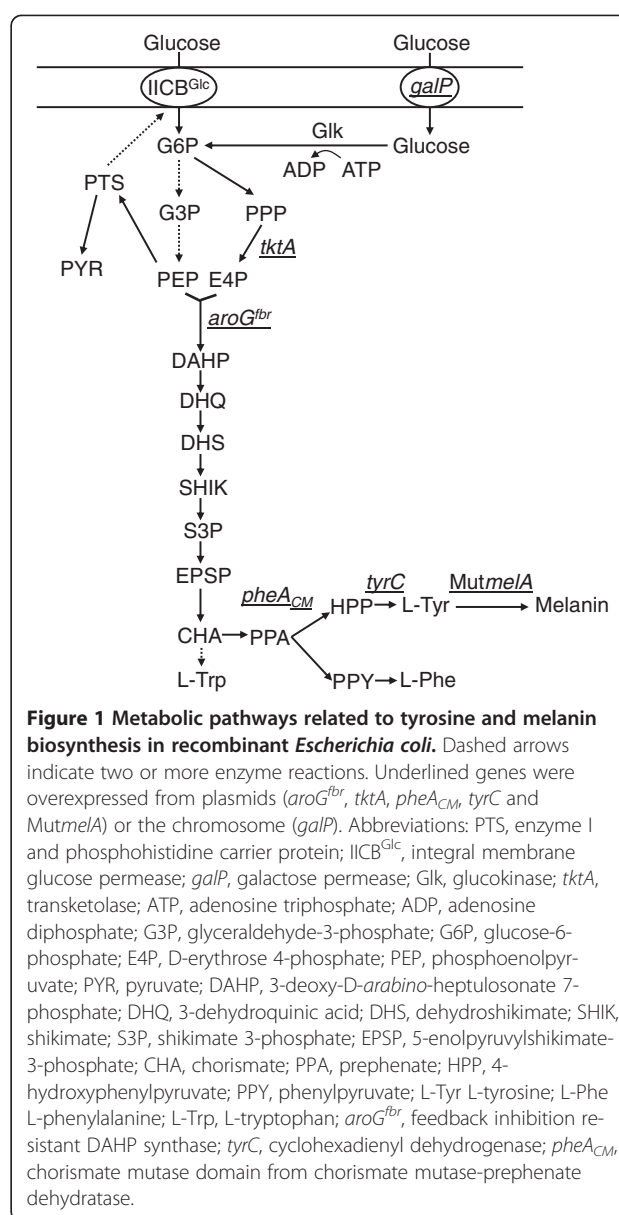 Glucose Glucose
IICB^Glc galP
G6P Glk Glucose
ADP ATP
PTS G3P PPP
tktA
PYR PEP E4P
aroG^fbr
DAHP
DHQ
DHS
SHIK
S3P
EPSP
pheA_CM tyrC MutmelA
HPP L-Tyr Melanin
CHA PPA
L-Trp PPY L-Phe
Figure 1 Metabolic pathways related to tyrosine and melanin
biosynthesis in recombinant Escherichia coli. Dashed arrows
indicate two or more enzyme reactions. Underlined genes were
overexpressed from plasmids (aroG^fbr, tktA, pheA_CM, tyrC and
MutmelA) or the chromosome (galP). Abbreviations: PTS, enzyme I
and phosphohistidine carrier protein; IICB^Glc, integral membrane
glucose permease; galP, galactose permease; Glk, glucokinase; tktA,
transketolase; ATP, adenosine triphosphate; ADP, adenosine
diphosphate; G3P, glyceraldehyde-3-phosphate; G6P, glucose-6-
phosphate; E4P, D-erythrose 4-phosphate; PEP, phosphoenolpyr-
uvate; PYR, pyruvate; DAHP, 3-deoxy-D-arabino-heptulosonate 7-
phosphate; DHQ, 3-dehydroquinic acid; DHS, dehydroshikimate; SHIK,
shikimate; S3P, shikimate 3-phosphate; EPSP, 5-enolpyruvylshikimate-
3-phosphate; CHA, chorismate; PPA, prephenate; HPP, 4-
hydroxyphenylpyruvate; PPY, phenylpyruvate; L-Tyr L-tyrosine; L-Phe
L-phenylalanine; L-Trp, L-tryptophan; aroG^fbr, feedback inhibition re-
sistant DAHP synthase; tyrC, cyclohexadienyl dehydrogenase; pheA_CM,
chorismate mutase domain from chorismate mutase-prephenate
dehydratase.